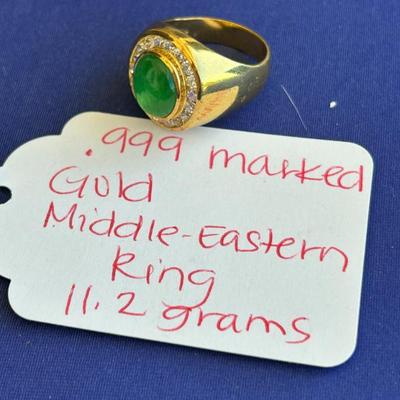 .999 marked
Gold
Middle-Eastern
Ring
11.2 grams